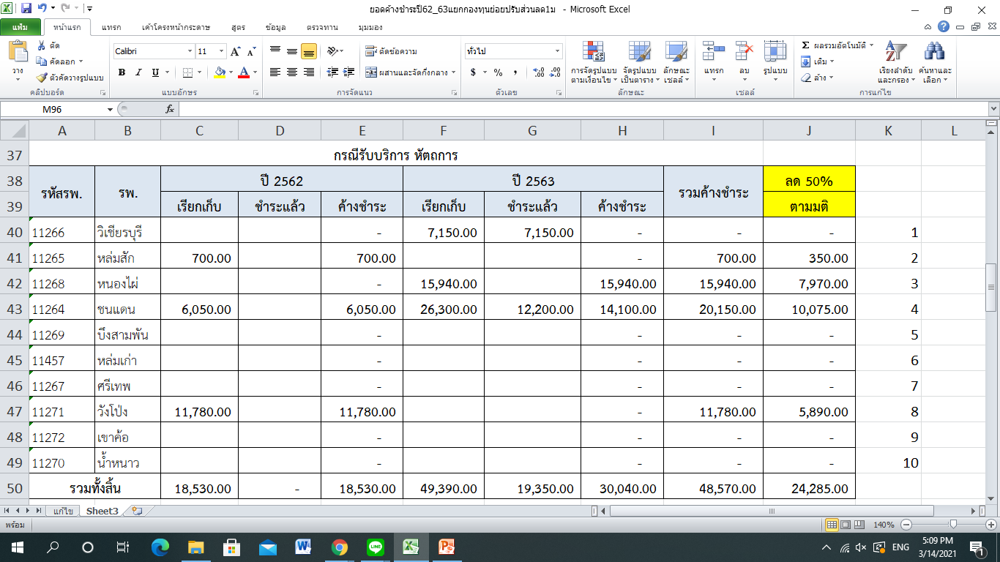 ยอดค้างชำระปี62_63แยกกองทุนย่อยปรับส่วนลด1ม - Microsoft Excel
แฟ้ม หน้าแรก แทรก เค้าโครงหน้ากระดาษ สูตร ข้อมูล ตรวจทาน มุมมอง
วาง ตัด คัดลอก ตัวคัดวางรูปแบบ คลิปบอร์ด
Calibri 11 B I U แบบอักษร
ตัดข้อความ ผสานและจัดกึ่งกลาง การจัดแนว
ทั่วไป $ % , ตัวเลข
การจัดรูปแบบตามเงื่อนไข จัดรูปแบบเป็นตาราง ลักษณะเซลล์ ลักษณะ
แทรก ลบ รูปแบบ เซลล์
Σ ผลรวมอัตโนมัติ เติม ล้าง เรียงลำดับและกรอง ค้นหาและเลือก การแก้ไข
M96 fx
A B C D E F G H I J K L
37 กรณีรับบริการ หัตถการ
38 รหัสรพ. รพ. ปี 2562 ปี 2563 รวมค้างชำระ ลด 50%
39 เรียกเก็บ ชำระแล้ว ค้างชำระ เรียกเก็บ ชำระแล้ว ค้างชำระ ตามมติ
40 11266 วิเชียรบุรี - 7,150.00 7,150.00 - - - 1
41 11265 หล่มสัก 700.00 700.00 - 700.00 350.00 2
42 11268 หนองไผ่ - 15,940.00 15,940.00 15,940.00 7,970.00 3
43 11264 ชนแดน 6,050.00 6,050.00 26,300.00 12,200.00 14,100.00 20,150.00 10,075.00 4
44 11269 บึงสามพัน - - - - 5
45 11457 หล่มเก่า - - - - 6
46 11267 ศรีเทพ - - - - 7
47 11271 วังโป่ง 11,780.00 11,780.00 - 11,780.00 5,890.00 8
48 11272 เขาค้อ - - - - 9
49 11270 น้ำหนาว - - - - 10
50 รวมทั้งสิ้น 18,530.00 - 18,530.00 49,390.00 19,350.00 30,040.00 48,570.00 24,285.00
แก้ไข Sheet3
พร้อม 140%
ENG 5:09 PM
3/14/2021